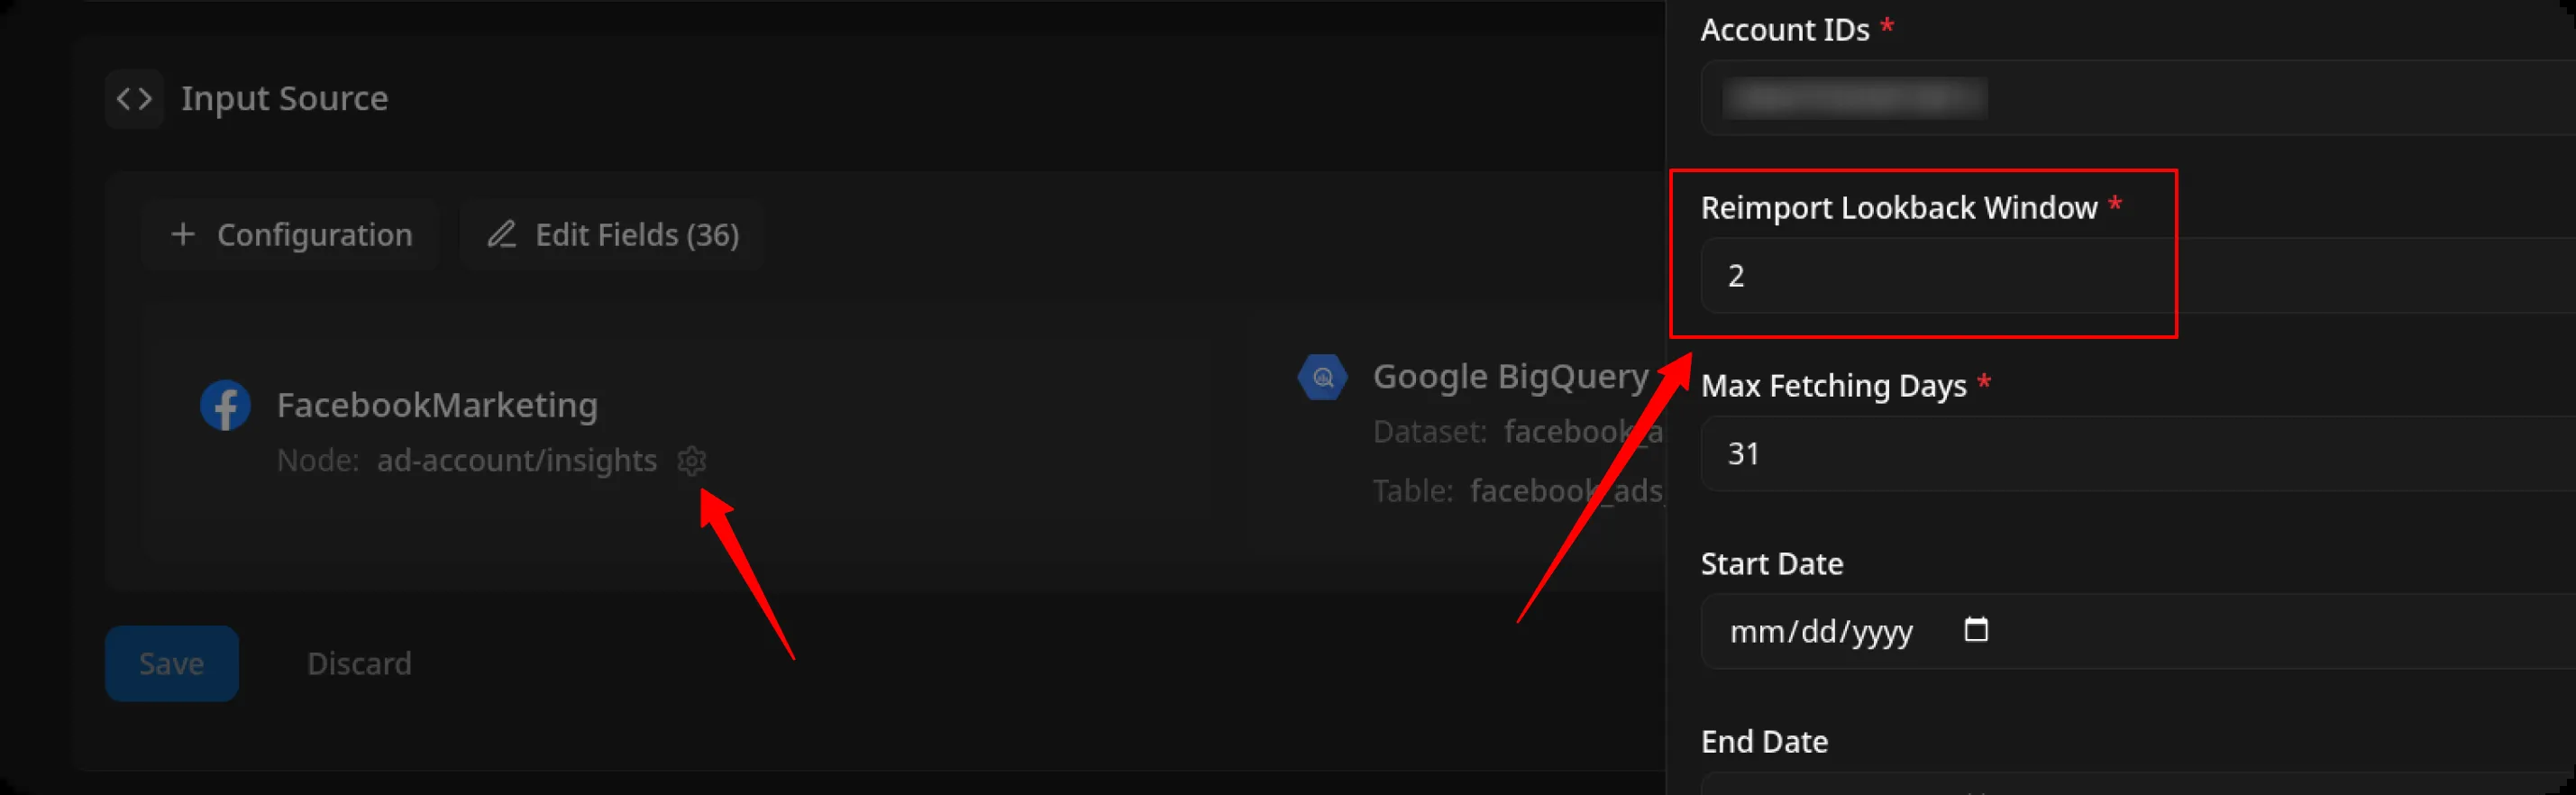 Input Source
Configuration
Edit Fields (36)
FacebookMarketing
Node: ad-account/insights
Google BigQuery
Dataset: facebook_a
Table: facebook_ads_
Save
Discard
Account IDs *
Reimport Lookback Window *
2
Max Fetching Days *
31
Start Date
mm/dd/yyyy
End Date